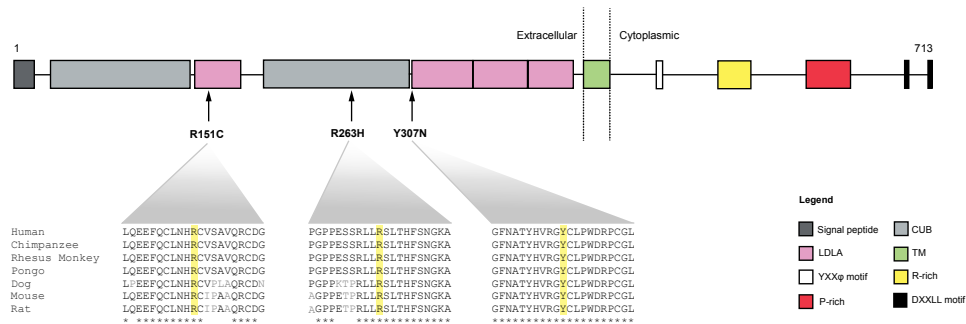 Extracellular Cytoplasmic
1 713
R151C R263H Y307N
Human LQEEFQCLNHRCVSAVQRCDG PGPPESSRLLRSLTHFSNGKA GFNATYHVRGYCLPWDRPCGL
Chimpanzee LQEEFQCLNHRCVSAVQRCDG PGPPESSRLLRSLTHFSNGKA GFNATYHVRGYCLPWDRPCGL
Rhesus Monkey LQEEFQCLNHRCVSAVQRCDG PGPPESSRLLRSLTHFSNGKA GFNATYHVRGYCLPWDRPCGL
Pongo LQEEFQCLNHRCVSAVQRCDG PGPPESSRLLRSLTHFSNGKA GFNATYHVRGYCLPWDRPCGL
Dog LPEEFQCLNHRCVPLAQRCDN PGPPKTPRLLRSLTHFSNGKA GFNATYHVRGYCLPWDRPCGL
Mouse LQEEFQCLNHRCIPAAQRCDG AGPPETPRLLRSLTHFSNGKA GFNATYHVRGYCLPWDRPCGL
Rat LQEEFQCLNHRCIPAAQRCDG AGPPETPRLLRSLTHFSNGKA GFNATYHVRGYCLPWDRPCGL
* ********** **** *** ************** *********************
Legend
Signal peptide CUB
LDLA TM
YXXφ motif R-rich
P-rich DXXLL motif